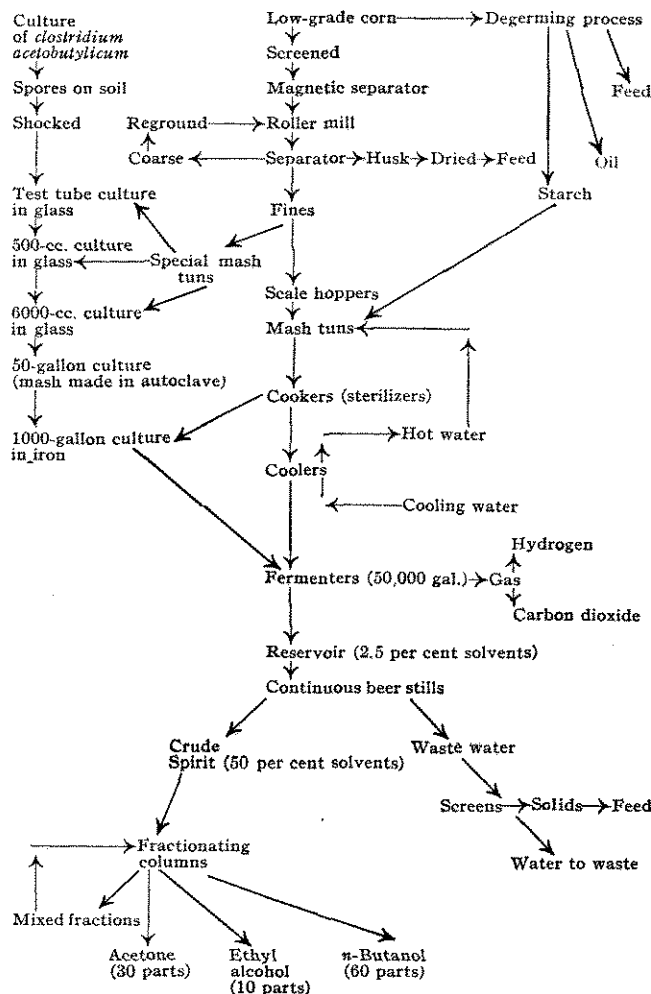 Culture
of clostridium
acetobutylicum
Spores on soil
Shocked
Test tube culture
in glass
500-cc. culture
in glass
6000-cc. culture
in glass
50-gallon culture
(mash made in autoclave)
1000-gallon culture
in iron
Low-grade corn
Degerming process
Screened
Magnetic separator
Feed
Reground
Roller mill
Coarse
Separator
Husk
Dried
Feed
Oil
Starch
Fines
Special mash
tuns
Scale hoppers
Mash tuns
Cookers (sterilizers)
Hot water
Coolers
Cooling water
Hydrogen
Fermenters (50,000 gal.)
Gas
Carbon dioxide
Reservoir (2.5 per cent solvents)
Continuous beer stills
Crude
Spirit (50 per cent solvents)
Waste water
Screens
Solids
Feed
Water to waste
Fractionating
columns
Mixed fractions
Acetone
(30 parts)
Ethyl
alcohol
(10 parts)
n-Butanol
(60 parts)